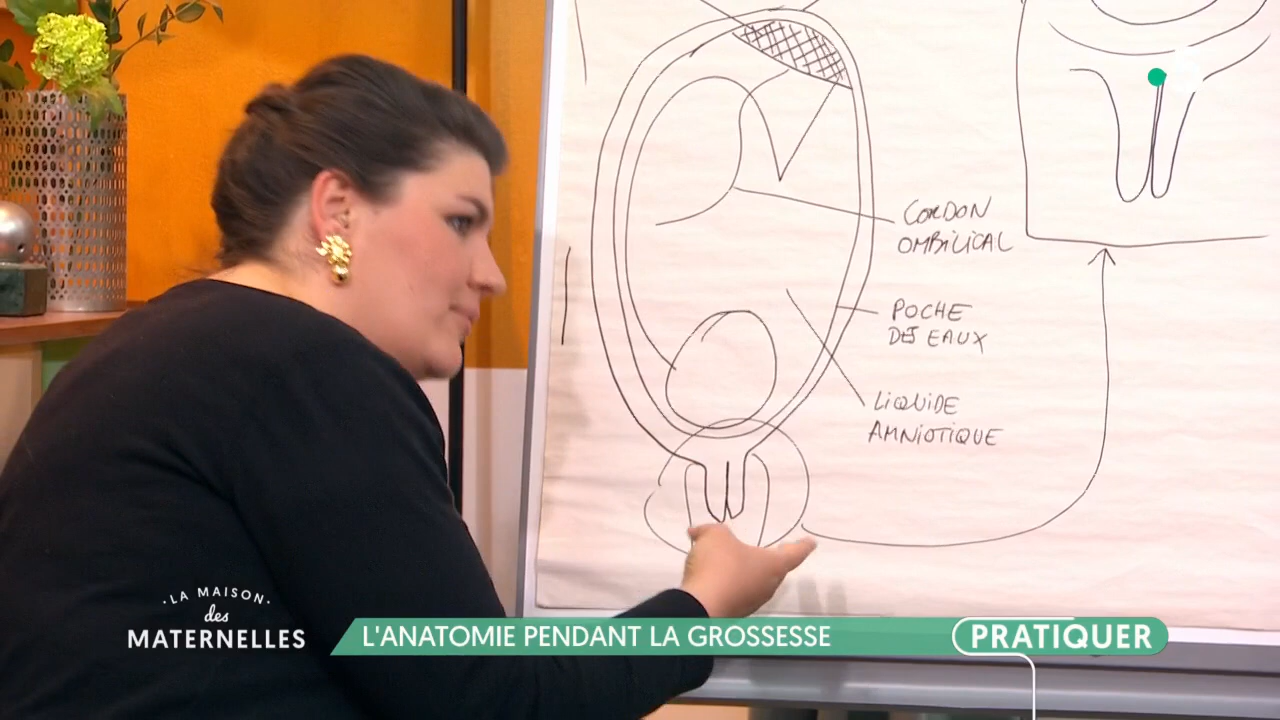 CORDON
OMBILICAL
POCHE
DES EAUX
LIQUIDE
AMNIOTIQUE
·LA MAISON·
des
MATERNELLES
L'ANATOMIE PENDANT LA GROSSESSE
PRATIQUER